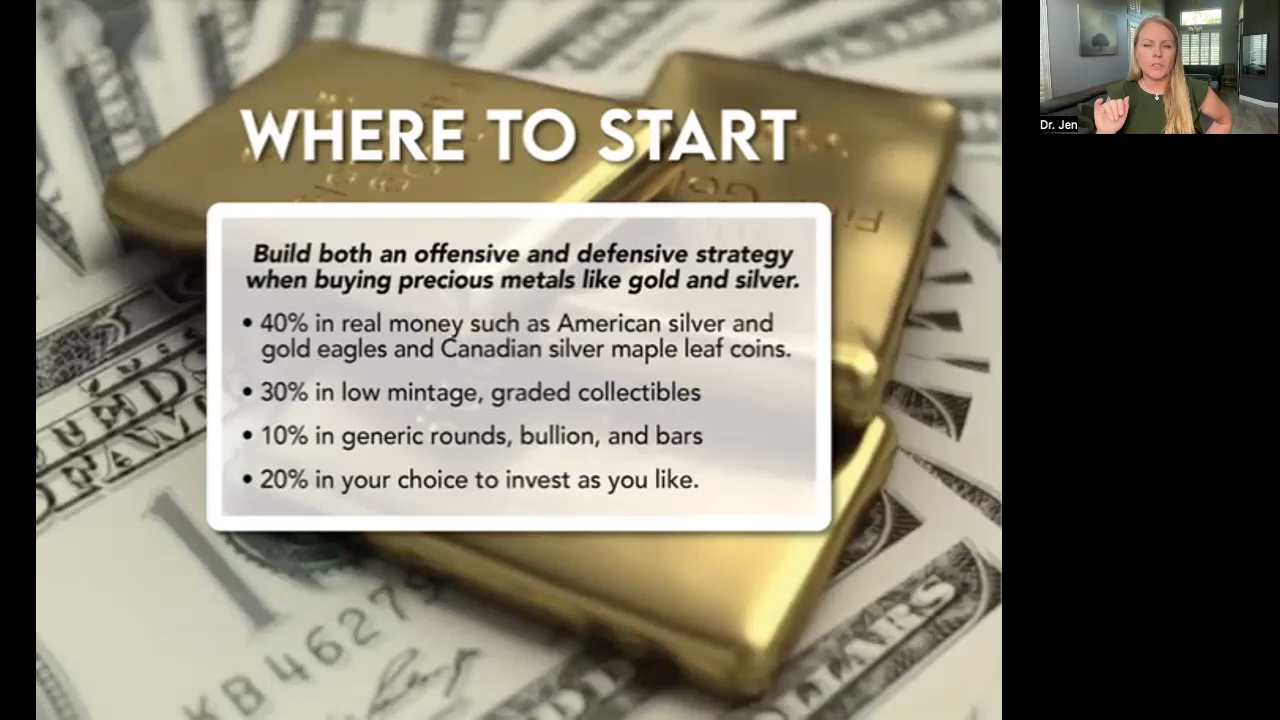 WHERE TO START
Build both an offensive and defensive strategy
when buying precious metals like gold and silver.
• 40% in real money such as American silver and
gold eagles and Canadian silver maple leaf coins.
• 30% in low mintage, graded collectibles
• 10% in generic rounds, bullion, and bars
• 20% in your choice to invest as you like.
Dr. Jen
KB46279